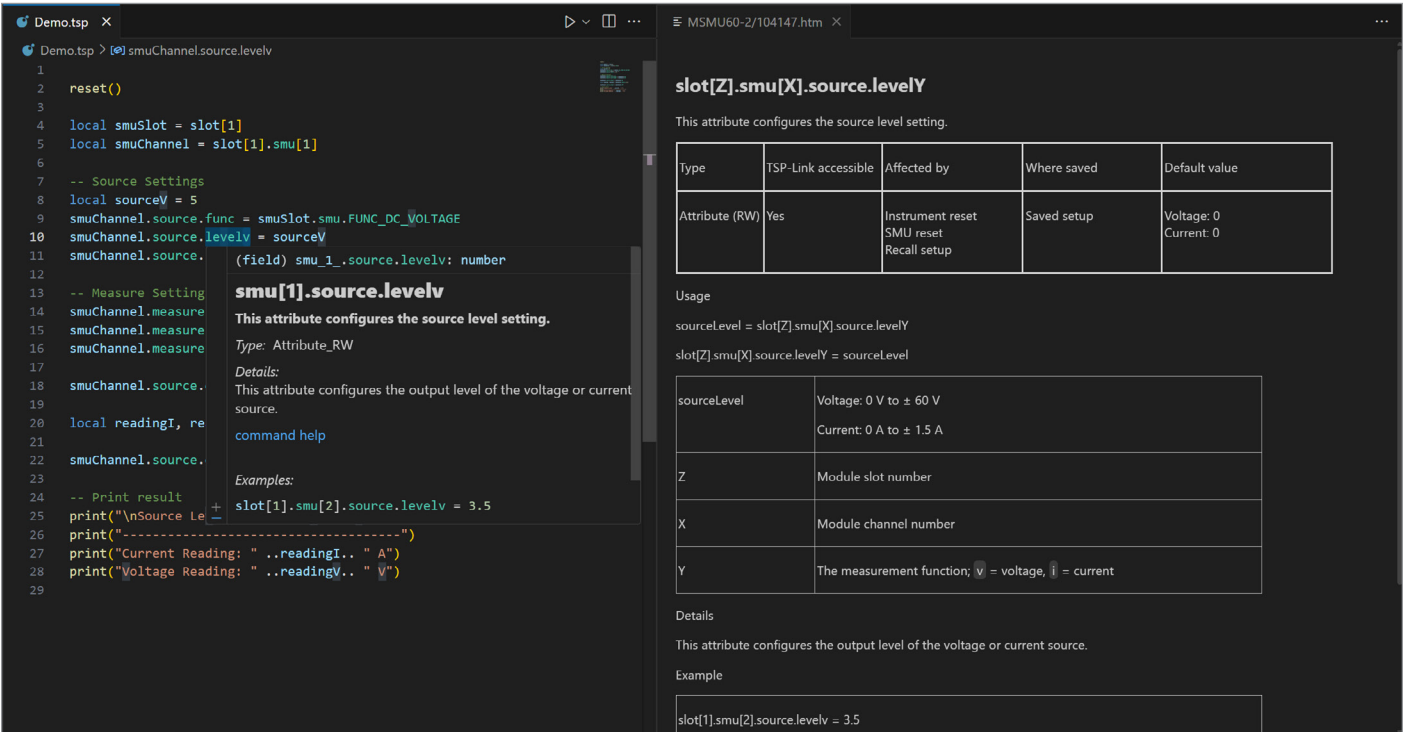 Demo.tsp
Demo.tsp > smuChannel.source.levelv
1
2 reset()
3
4 local smuSlot = slot[1]
5 local smuChannel = slot[1].smu[1]
6
7 -- Source Settings
8 local sourceV = 5
9 smuChannel.source.func = smuSlot.smu.FUNC_DC_VOLTAGE
10 smuChannel.source.levelv = sourceV
11 smuChannel.source.
12
13 -- Measure Setting
14 smuChannel.measure
15 smuChannel.measure
16 smuChannel.measure
17
18 smuChannel.source.
19
20 local readingI, re
21
22 smuChannel.source.
23
24 -- Print result
25 print("\nSource Le
26 print("-------------------------------------")
27 print("Current Reading: " ..readingI.. " A")
28 print("Voltage Reading: " ..readingV.. " V")
29
(field) smu_1_.source.levelv: number
smu[1].source.levelv
This attribute configures the source level setting.
Type: Attribute_RW
Details:
This attribute configures the output level of the voltage or current
source.
command help
Examples:
slot[1].smu[2].source.levelv = 3.5
MSMU60-2/104147.htm
slot[Z].smu[X].source.levelY
This attribute configures the source level setting.
Type TSP-Link accessible Affected by Where saved Default value
Attribute (RW) Yes Instrument reset Saved setup Voltage: 0
SMU reset Current: 0
Recall setup
Usage
sourceLevel = slot[Z].smu[X].source.levelY
slot[Z].smu[X].source.levelY = sourceLevel
sourceLevel Voltage: 0 V to ± 60 V
Current: 0 A to ± 1.5 A
Z Module slot number
X Module channel number
Y The measurement function; v = voltage, i = current
Details
This attribute configures the output level of the voltage or current source.
Example
slot[1].smu[2].source.levelv = 3.5